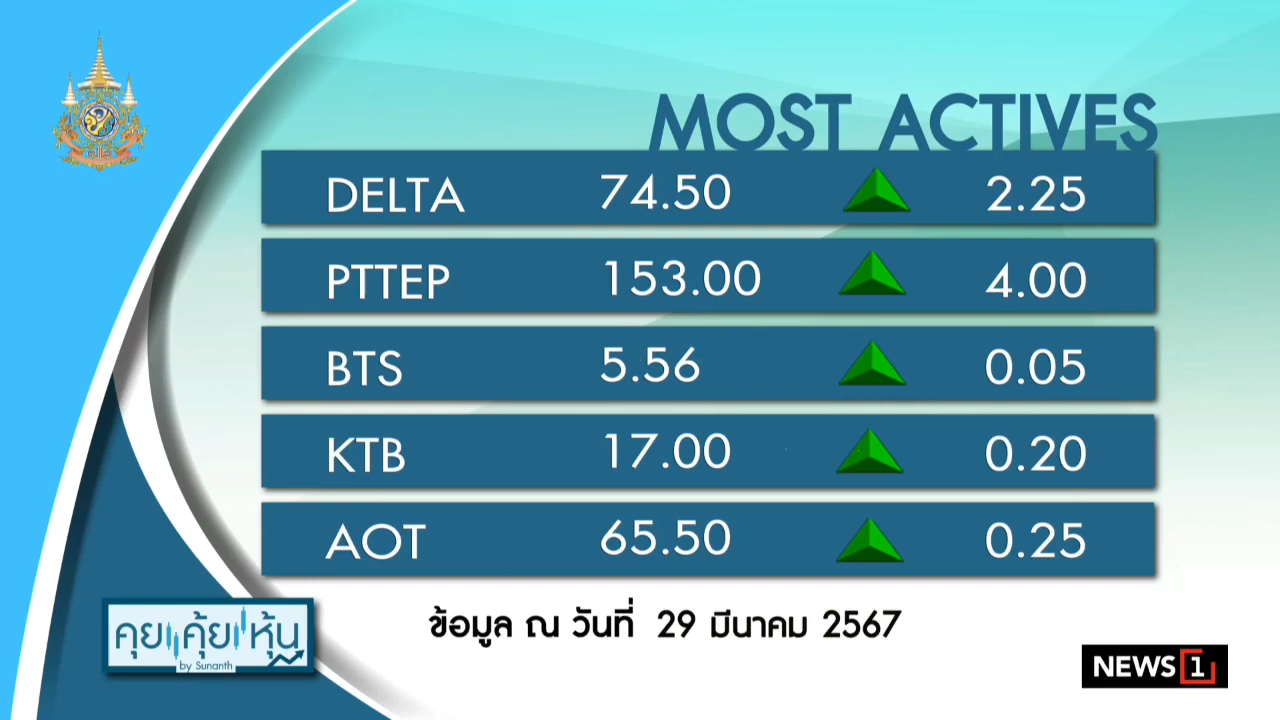 MOST ACTIVES
DELTA 74.50 2.25
PTTEP 153.00 4.00
BTS 5.56 0.05
KTB 17.00 0.20
AOT 65.50 0.25
ข้อมูล ณ วันที่ 29 มีนาคม 2567
คุย คุ้ย หุ้น
by Sunanth
NEWS 1